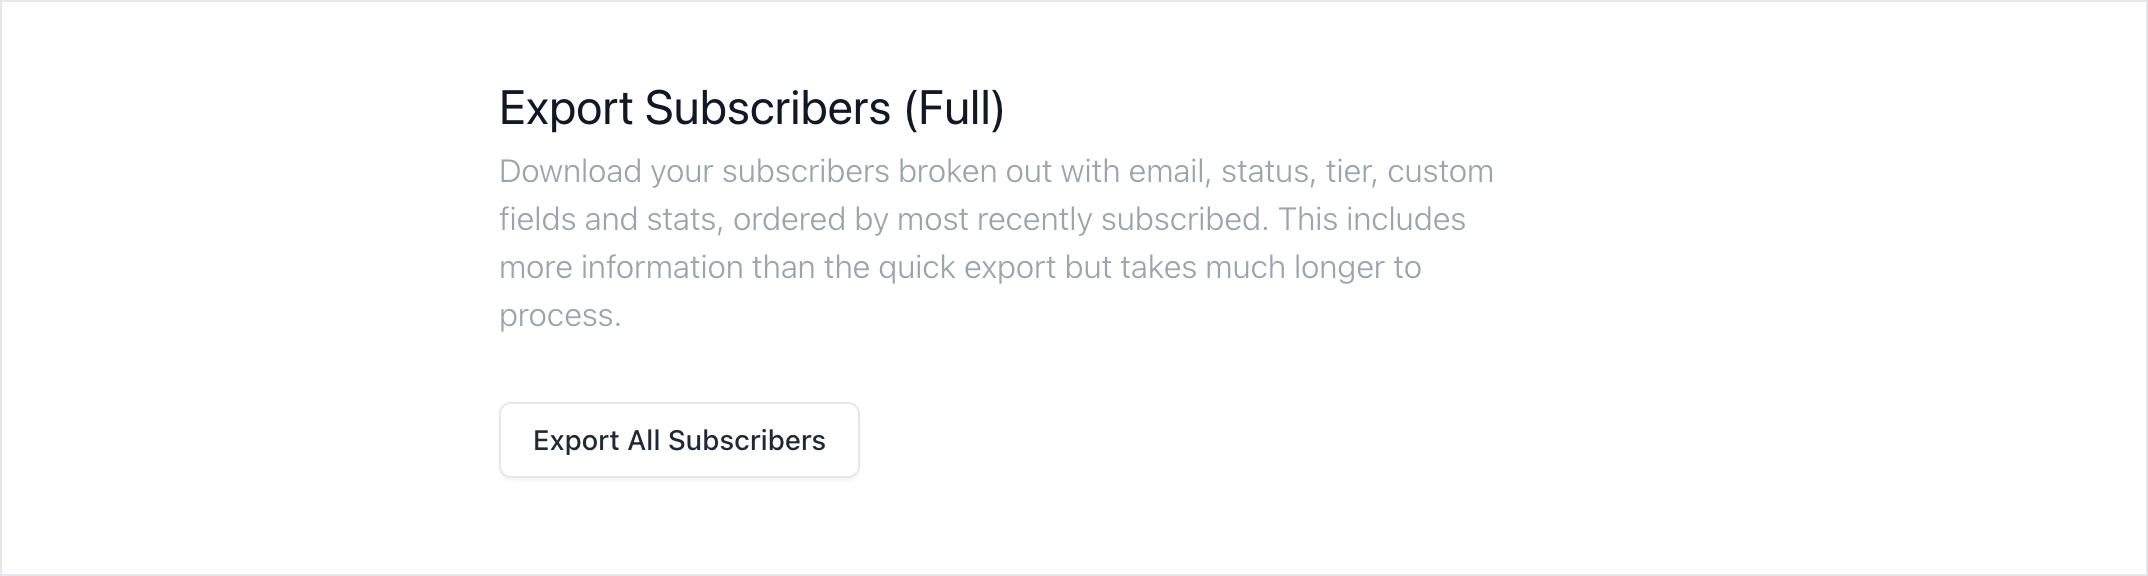 Export Subscribers (Full)
Download your subscribers broken out with email, status, tier, custom
fields and stats, ordered by most recently subscribed. This includes
more information than the quick export but takes much longer to
process.
Export All Subscribers